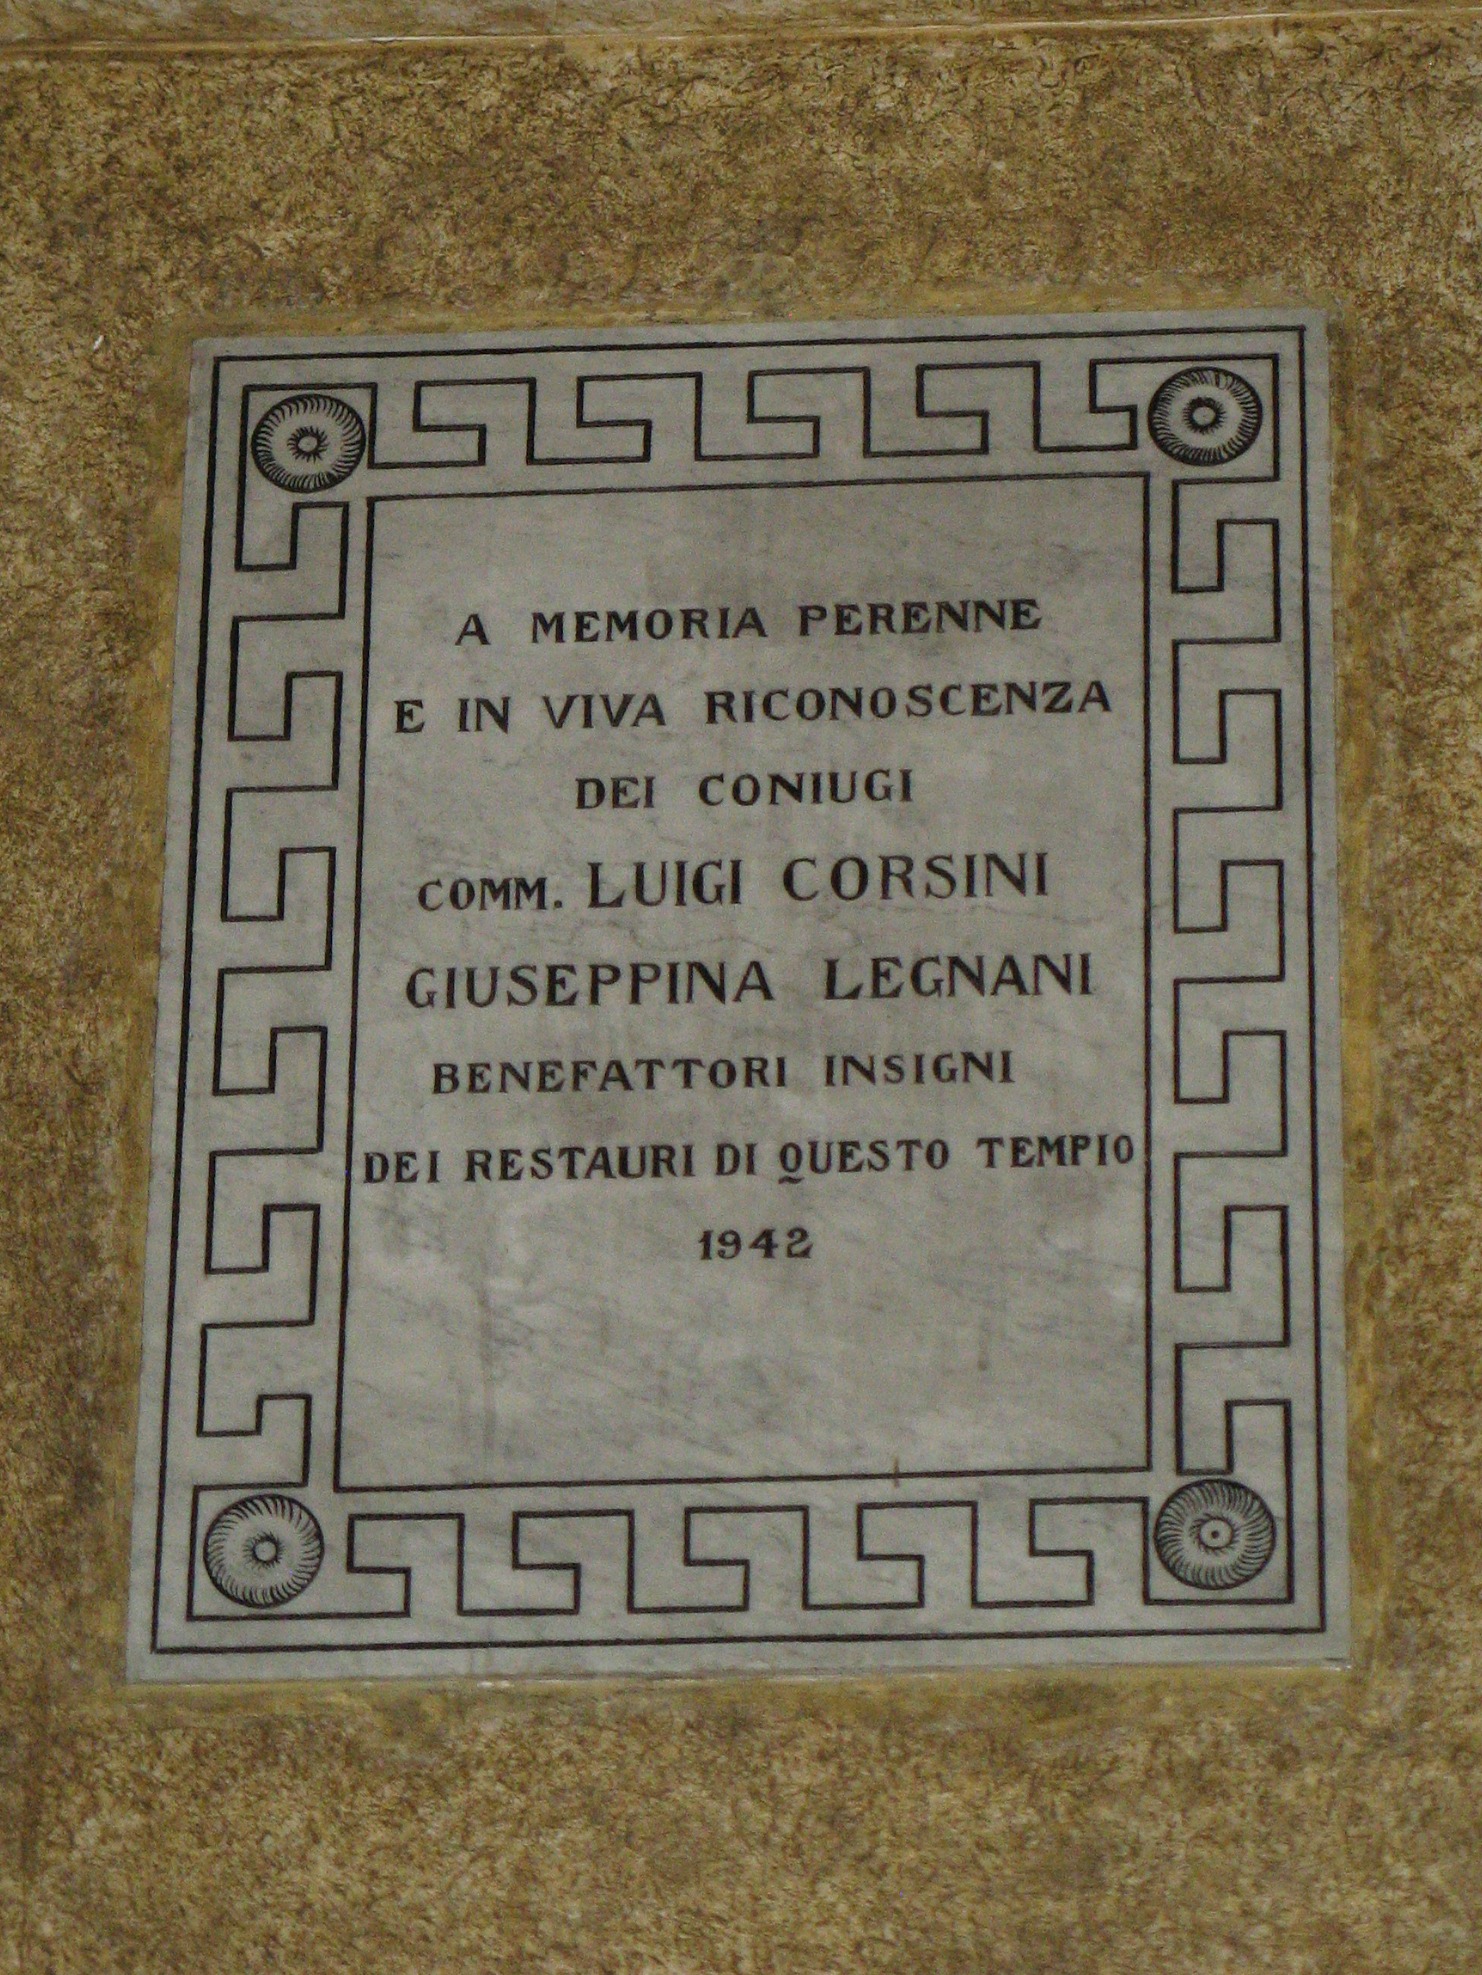 A MEMORIA PERENNE
E IN VIVA RICONOSCENZA
DEI CONIUGI
COMM. LUIGI CORSINI
GIUSEPPINA LEGNANI
BENEFATTORI INSIGNI
DEI RESTAURI DI QUESTO TEMPIO
1942